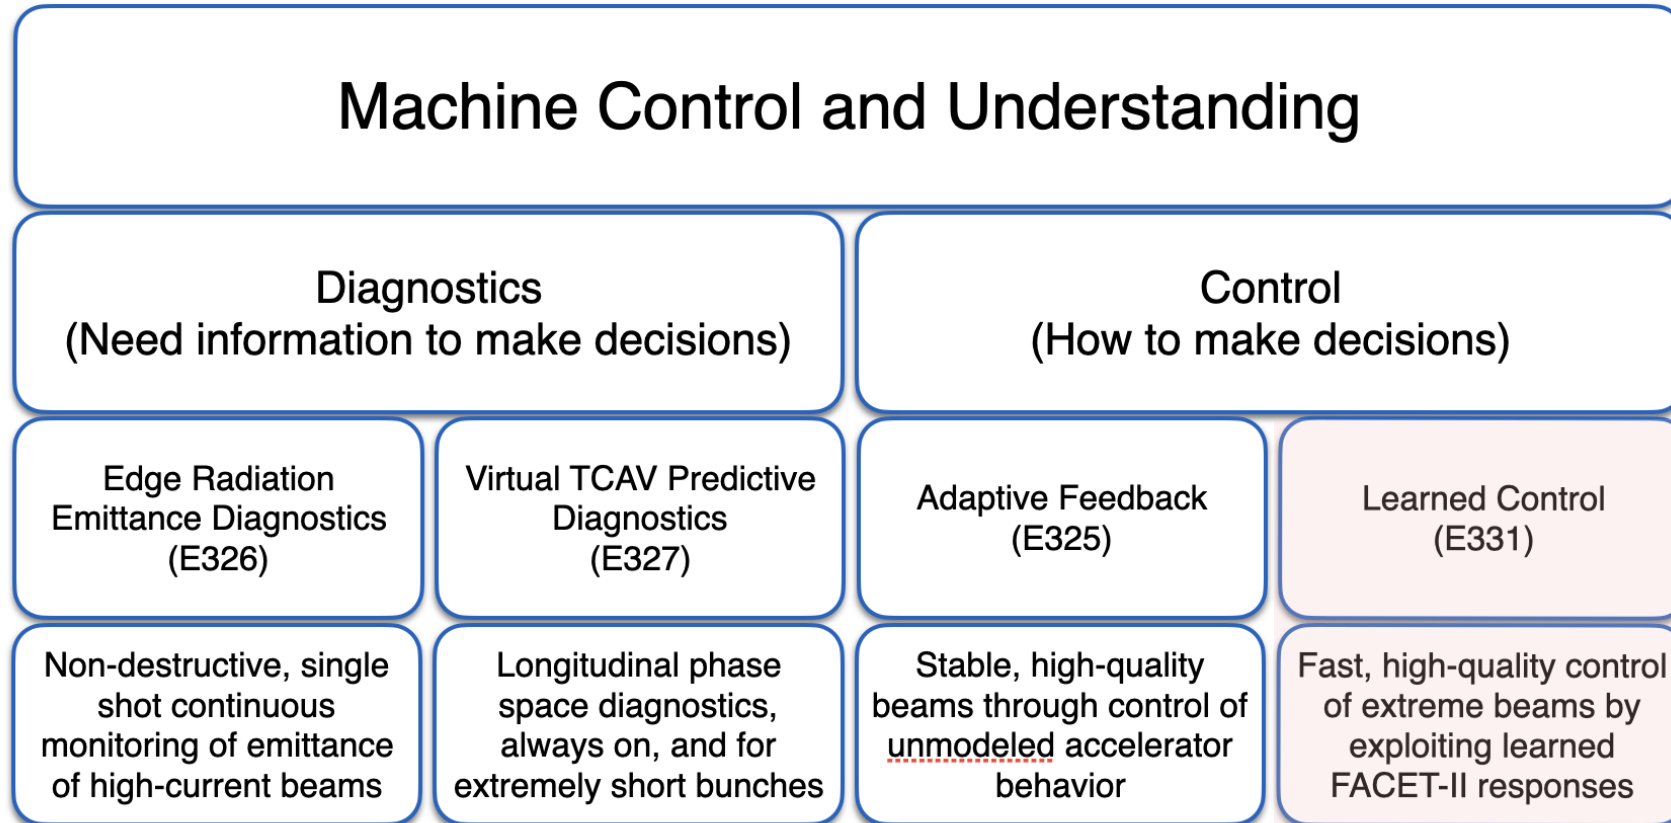 Machine Control and Understanding
Diagnostics
(Need information to make decisions)
Control
(How to make decisions)
Edge Radiation
Emittance Diagnostics
(E326)
Virtual TCAV Predictive
Diagnostics
(E327)
Adaptive Feedback
(E325)
Learned Control
(E331)
Non-destructive, single
shot continuous
monitoring of emittance
of high-current beams
Longitudinal phase
space diagnostics,
always on, and for
extremely short bunches
Stable, high-quality
beams through control of
unmodeled accelerator
behavior
Fast, high-quality control
of extreme beams by
exploiting learned
FACET-II responses